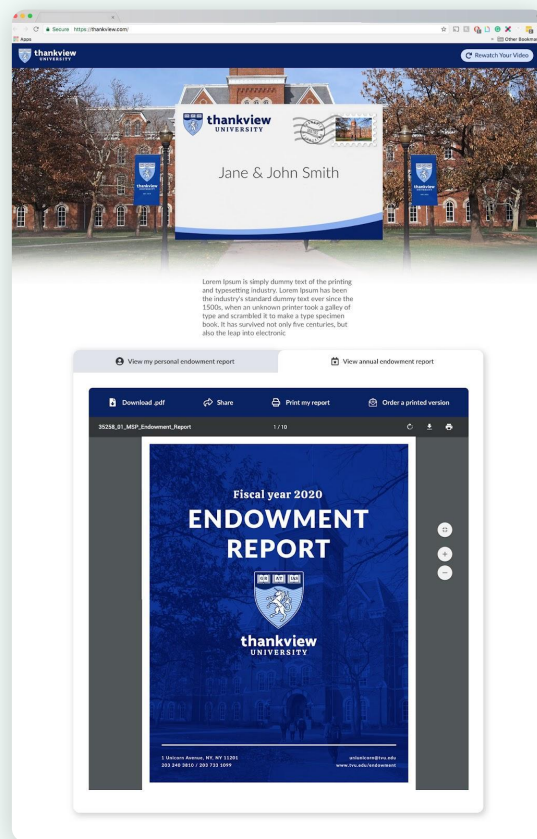 Secure https://thankview.com/
Apps
Other Bookmar
thankview
UNIVERSITY
Rewatch Your Video
thankview
UNIVERSITY
Jane & John Smith
thankview
thankview
Lorem Ipsum is simply dummy text of the printing
and typesetting industry. Lorem Ipsum has been
the industry's standard dummy text ever since the
1500s, when an unknown printer took a galley of
type and scrambled it to make a type specimen
book. It has survived not only five centuries, but
also the leap into electronic
View my personal endowment report
View annual endowment report
Download .pdf
Share
Print my report
Order a printed version
35258_01_MSP_Endowment_Report
1 / 10
Fiscal year 2020
ENDOWMENT
REPORT
thankview
UNIVERSITY
1 Unicorn Avenue, NY, NY 11201
203 240 3810 / 203 733 1099
aniunicorn@tvu.edu
www.tvu.edu/endowment